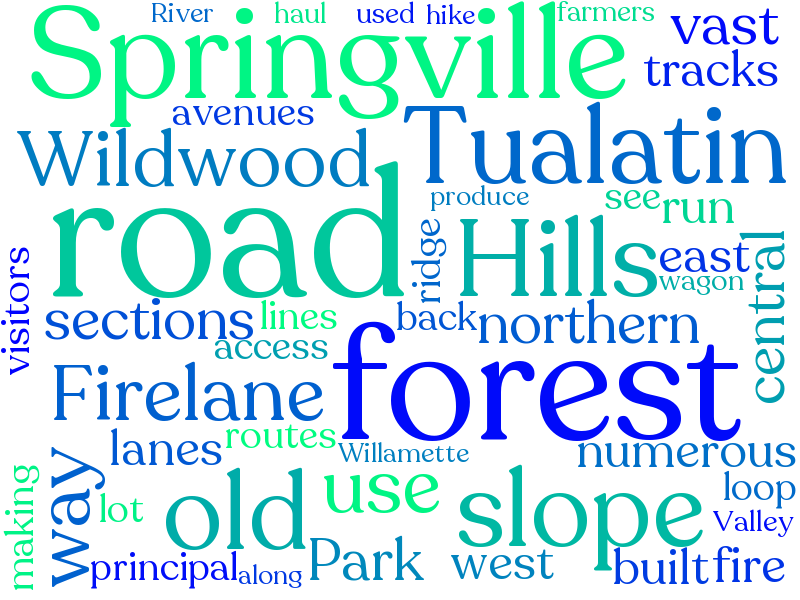 River haul used hike farmers
Springville vast
tracks
avenues
Wildwood Tualatin
produce see run
road ridge Hills east
wagon
visitors central
sections lines back northern
access
Firelane forest
lanes routes Willamette numerous
way old use slope loop
making lot Valley
principal along Park west built fire